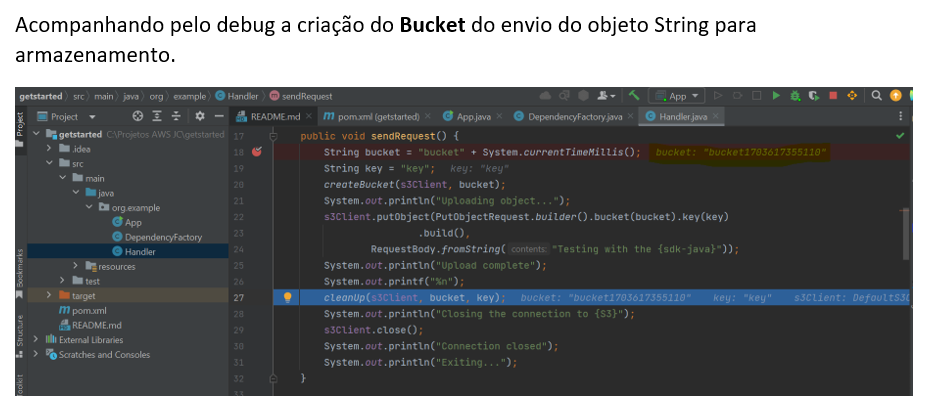 Acompanhando pelo debug a criação do Bucket do envio do objeto String para
armazenamento.
getstarted src main java org example Handler sendRequest App
Project
Project
README.md pom.xml (getstarted) App.java DependencyFactory.java Handler.java
getstarted C:\Projetos AWS JC\getstarted
.idea
src
main
java
org.example
App
DependencyFactory
Handler
resources
test
target
pom.xml
README.md
External Libraries
Scratches and Consoles
Bookmarks
Structure
17 public void sendRequest() {
18 String bucket = "bucket" + System.currentTimeMillis(); bucket: "bucket1703617355110"
19 String key = "key"; key: "key"
20 createBucket(s3Client, bucket);
21 System.out.println("Uploading object...");
22 s3Client.putObject(PutObjectRequest.builder().bucket(bucket).key(key)
23 .build(),
24 RequestBody.fromString( contents: "Testing with the {sdk-java}"));
25 System.out.println("Upload complete");
26 System.out.printf("%n");
27 cleanUp(s3Client, bucket, key); bucket: "bucket1703617355110" key: "key" s3Client: DefaultS3C
28 System.out.println("Closing the connection to {S3}");
29 s3Client.close();
30 System.out.println("Connection closed");
31 System.out.println("Exiting...");
32 }
33